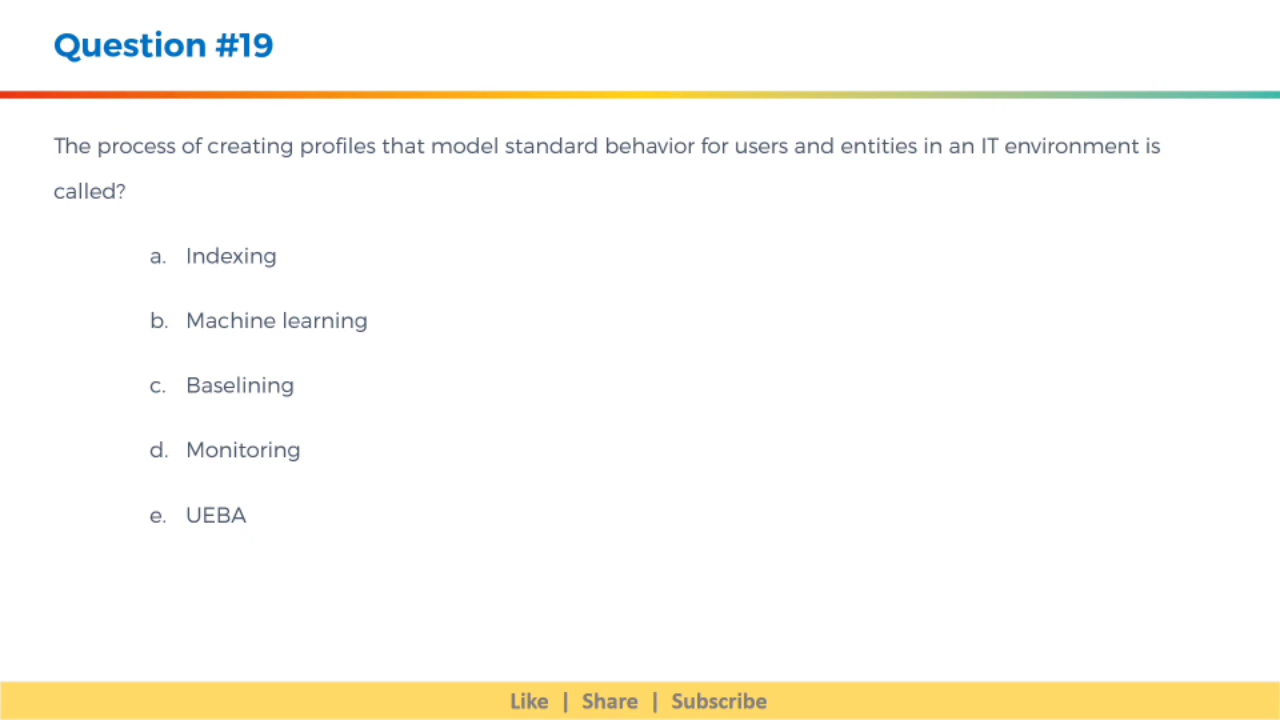 Question #19
The process of creating profiles that model standard behavior for users and entities in an IT environment is
called?
a. Indexing
b. Machine learning
c. Baselining
d. Monitoring
e. UEBA
Like | Share | Subscribe